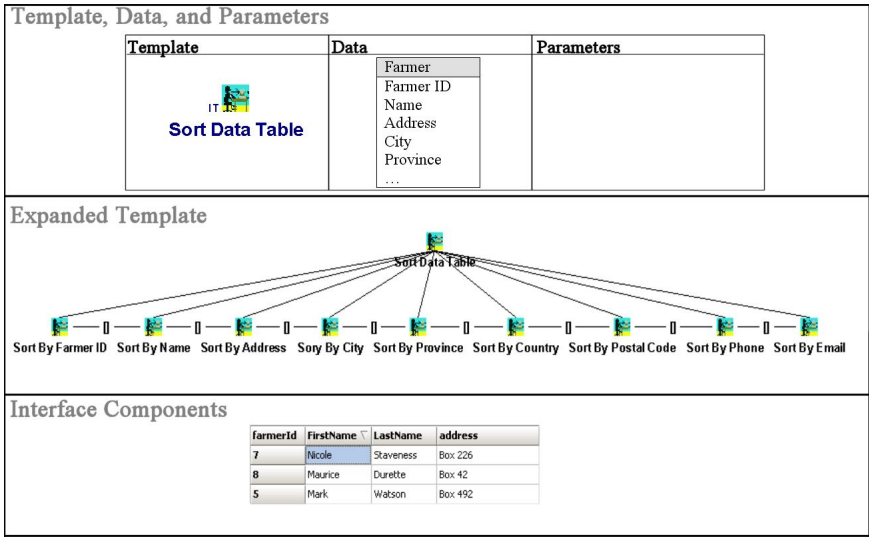 Template, Data, and Parameters
Template Data Parameters
Farmer
Farmer ID
Name
Address
City
Province
...
IT
Sort Data Table
Expanded Template
Sort Data Table
[] [] [] [] [] [] [] []
Sort By Farmer ID Sort By Name Sort By Address Sory By City Sort By Province Sort By Country Sort By Postal Code Sort By Phone Sort By Email
Interface Components
farmerId FirstName LastName address
7 Nicole Staveness Box 226
8 Maurice Durette Box 42
5 Mark Watson Box 492